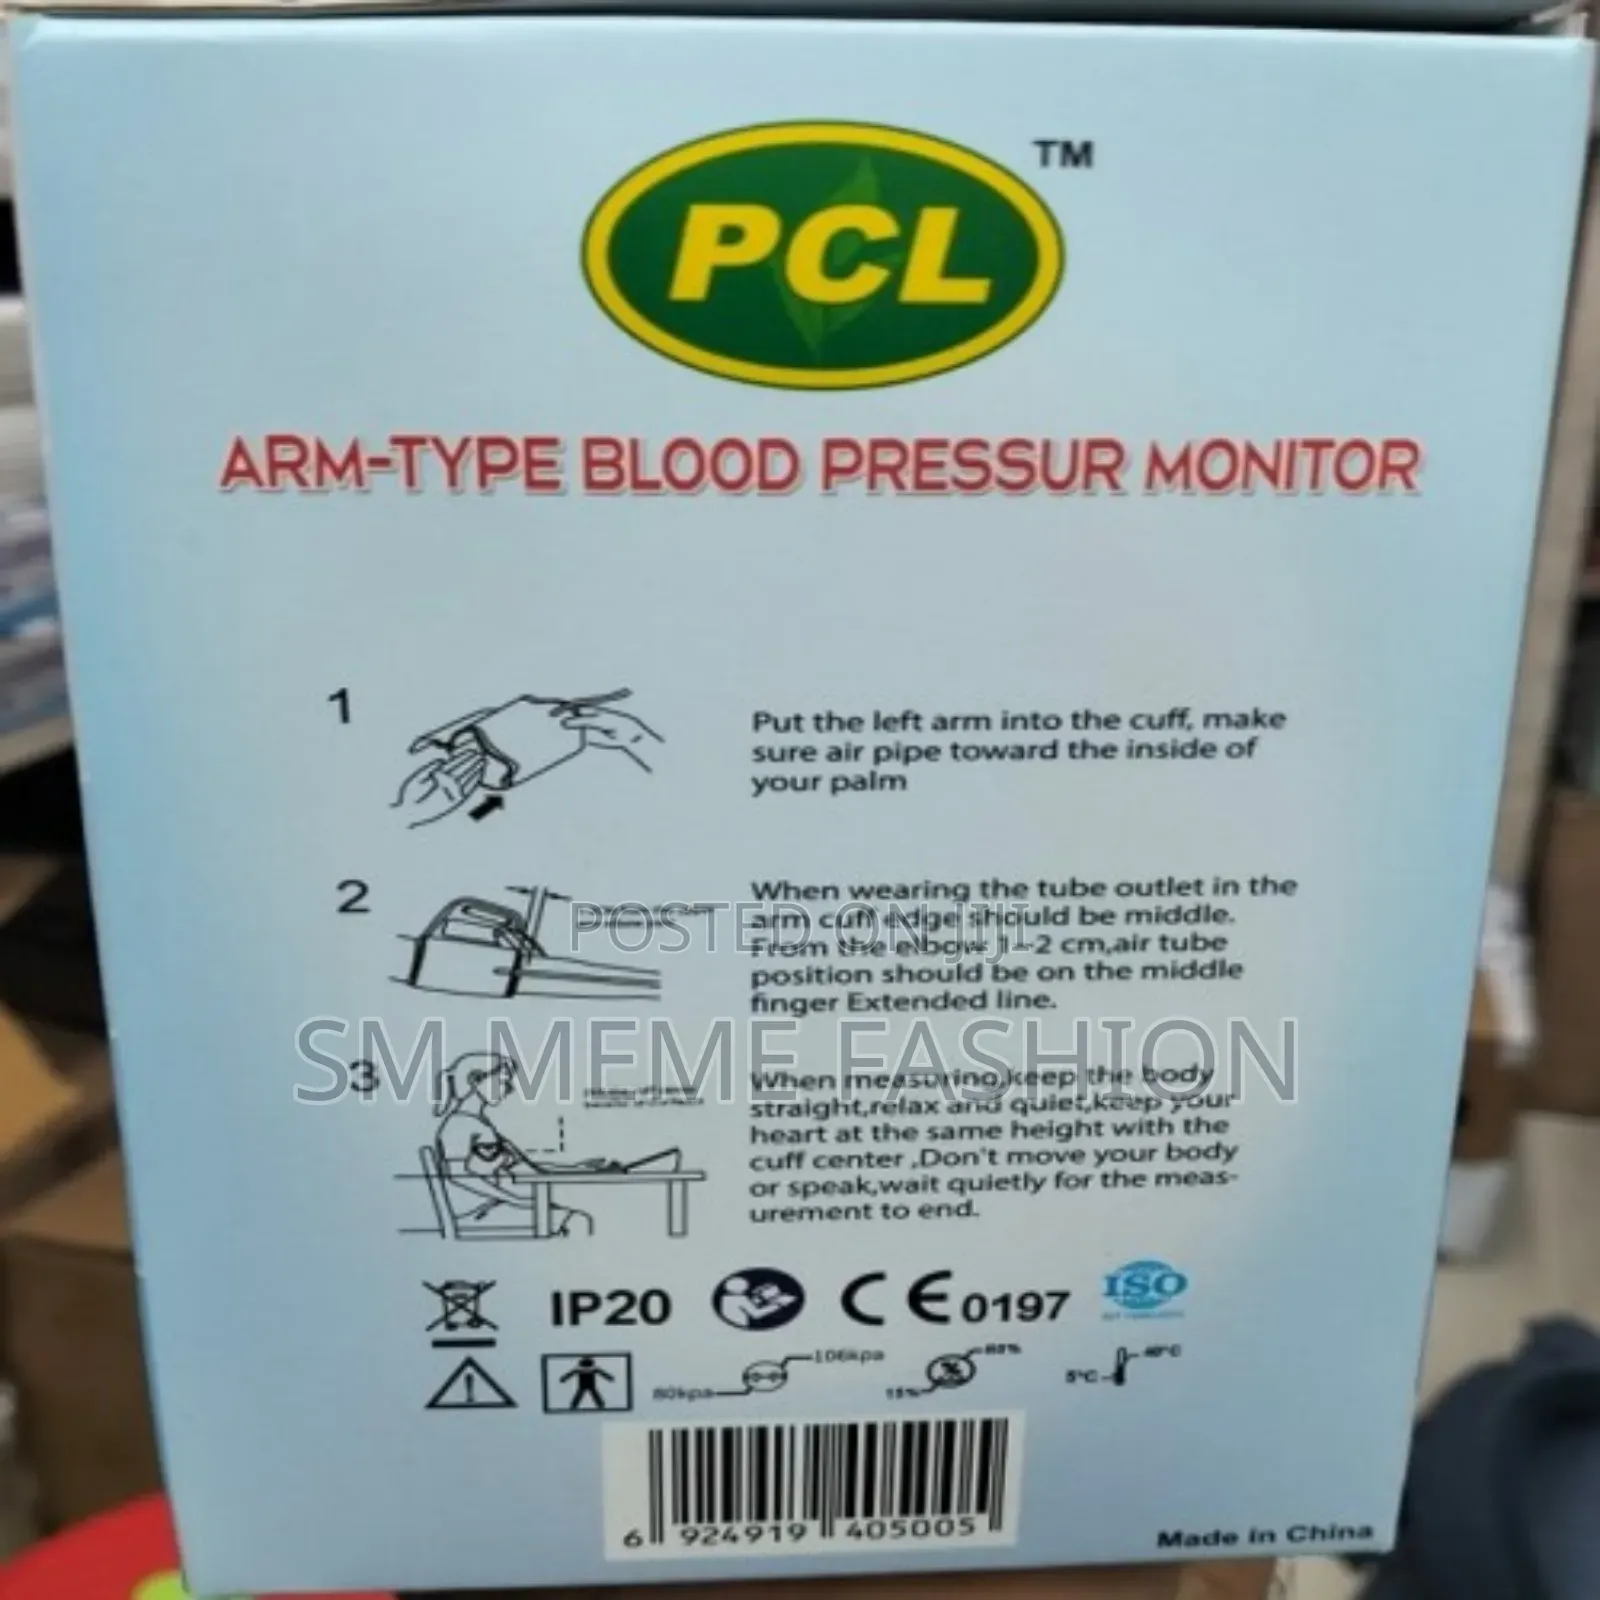 PCL
TM
ARM-TYPE BLOOD PRESSUR MONITOR
1
Put the left arm into the cuff, make
sure air pipe toward the inside of
your palm
2
When wearing the tube outlet in the
arm cuff edge should be middle.
From the elbow 1~2 cm,air tube
position should be on the middle
finger Extended line.
POSTED ON JIJI
SM MEME FASHION
3
When measuring,keep the body
straight,relax and quiet,keep your
heart at the same height with the
cuff center ,Don't move your body
or speak,wait quietly for the meas-
urement to end.
IP20
CE 0197
ISO
106kpa
80kpa
15%
5°C
40°C
6 924919 405005
Made in China